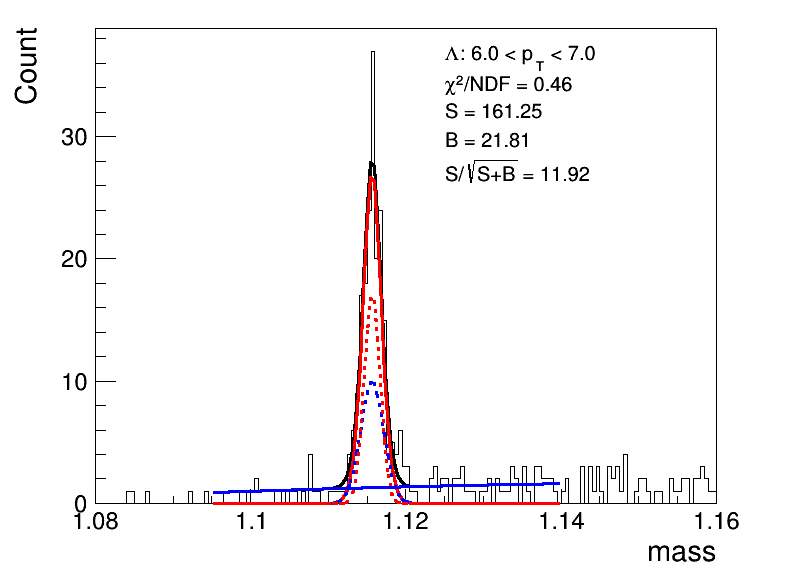 Count
Λ: 6.0 < p_T < 7.0
χ²/NDF = 0.46
S = 161.25
B = 21.81
S/√S+B = 11.92
30
20
10
0
1.08 1.1 1.12 1.14 1.16
mass